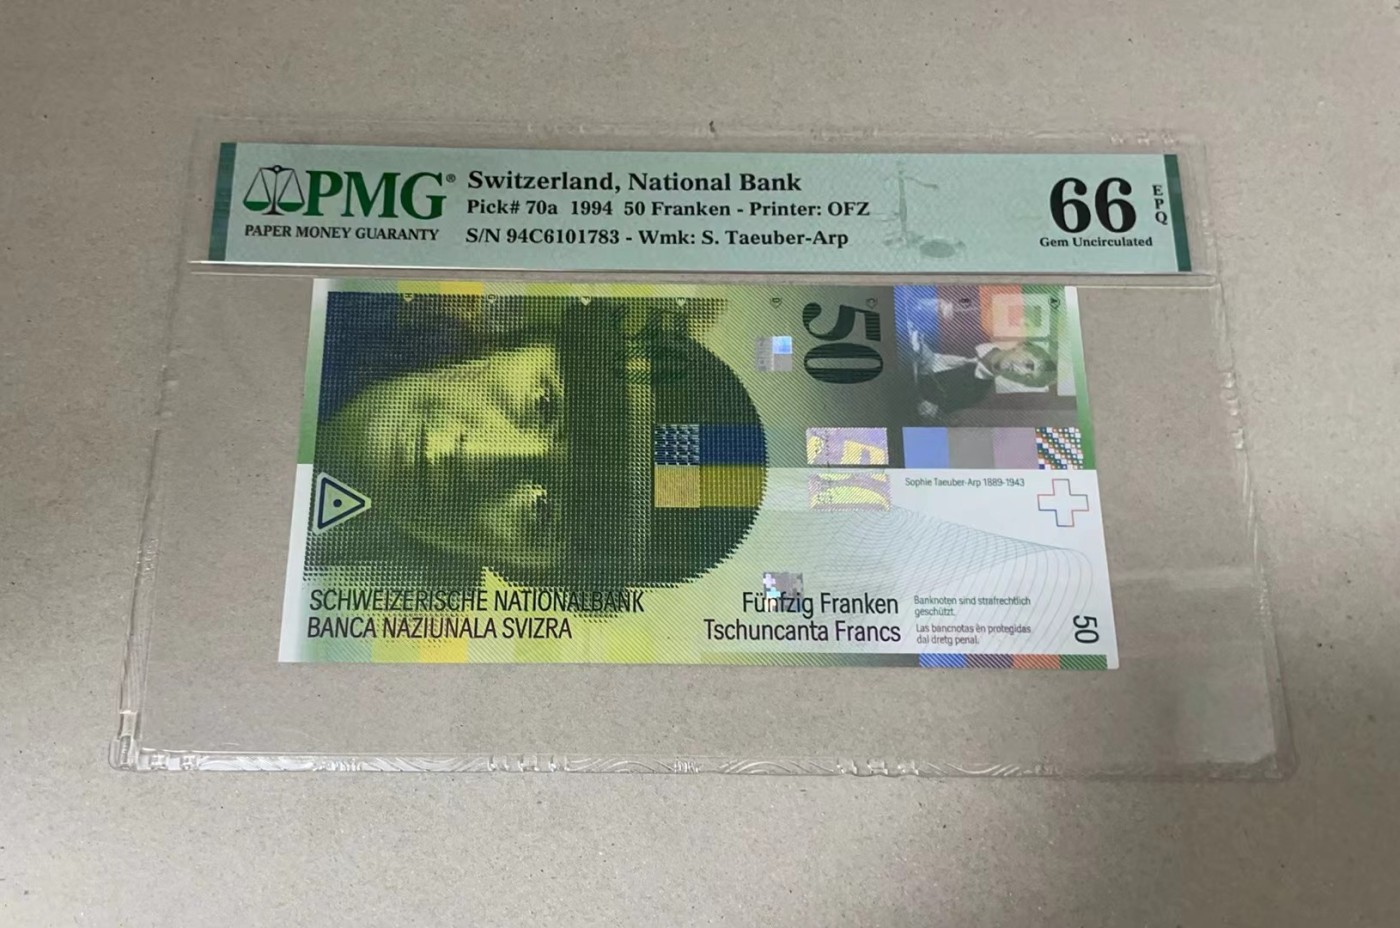 PMG®
PAPER MONEY GUARANTY
Switzerland, National Bank
Pick# 70a 1994 50 Franken - Printer: OFZ
S/N 94C6101783 - Wmk: S. Taeuber-Arp
66
EPQ
Gem Uncirculated
50
Sophie Taeuber-Arp 1889-1943
SCHWEIZERISCHE NATIONALBANK
BANCA NAZIUNALA SVIZRA
Fünfzig Franken
Tschuncanta Francs
Banknoten sind strafrechtlich
geschützt.
Las bancnotas èn protegidas
dal dretg penal.
50